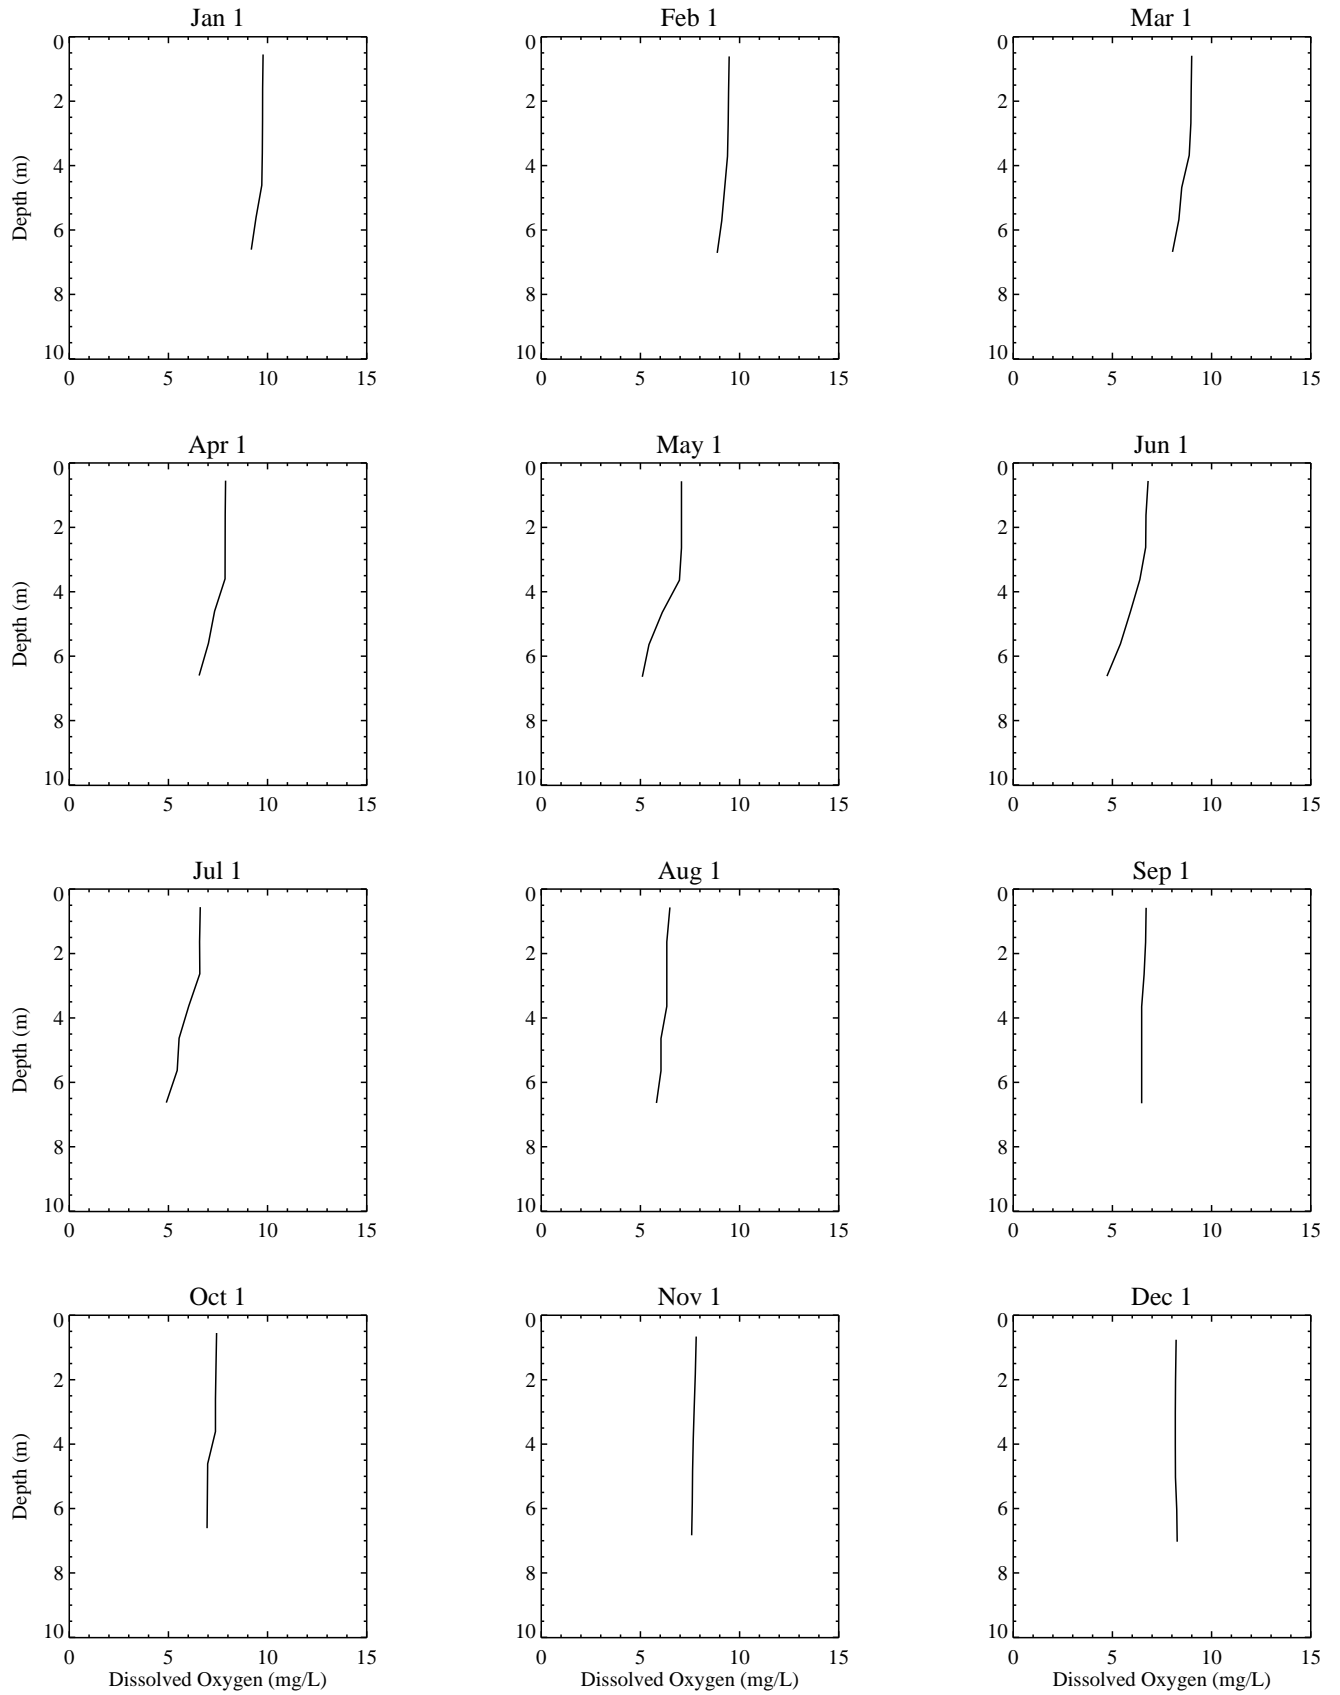 Jan 1 Feb 1 Mar 1
0 0 0
2 2 2
Depth (m)
4 4 4
6 6 6
8 8 8
10 10 10
0 5 10 15 0 5 10 15 0 5 10 15
Apr 1 May 1 Jun 1
0 0 0
2 2 2
Depth (m)
4 4 4
6 6 6
8 8 8
10 10 10
0 5 10 15 0 5 10 15 0 5 10 15
Jul 1 Aug 1 Sep 1
0 0 0
2 2 2
Depth (m)
4 4 4
6 6 6
8 8 8
10 10 10
0 5 10 15 0 5 10 15 0 5 10 15
Oct 1 Nov 1 Dec 1
0 0 0
2 2 2
Depth (m)
4 4 4
6 6 6
8 8 8
10 10 10
0 5 10 15 0 5 10 15 0 5 10 15
Dissolved Oxygen (mg/L) Dissolved Oxygen (mg/L) Dissolved Oxygen (mg/L)